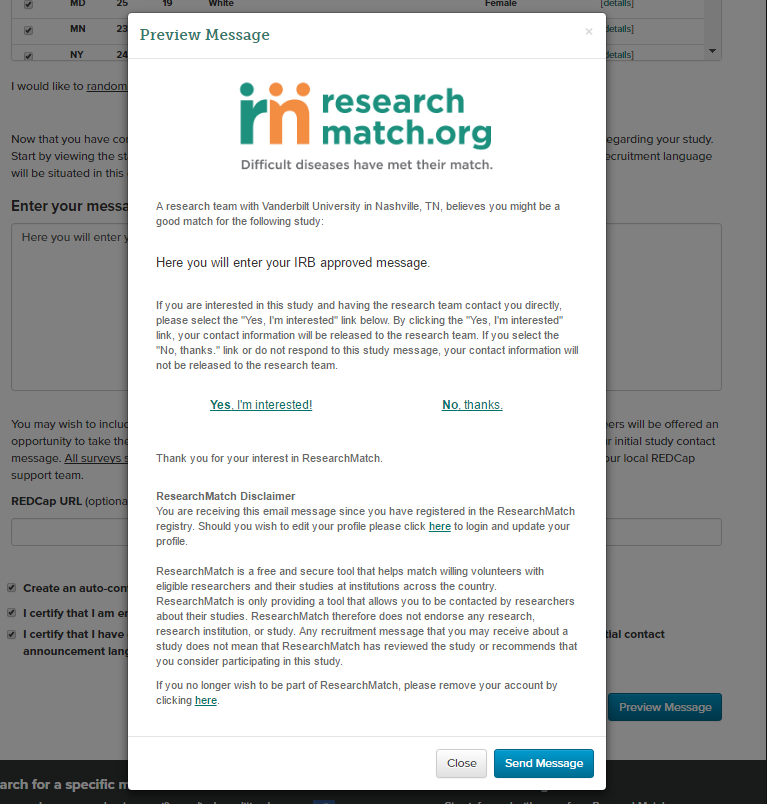 MD 25 19 White Female [details]
MN 23 details]
NY 24 details]
I would like to random
Preview Message ×
research
match.org
Difficult diseases have met their match.
A research team with Vanderbilt University in Nashville, TN, believes you might be a
good match for the following study:
Here you will enter your IRB approved message.
If you are interested in this study and having the research team contact you directly,
please select the "Yes, I'm interested" link below. By clicking the "Yes, I'm interested"
link, your contact information will be released to the research team. If you select the
"No, thanks." link or do not respond to this study message, your contact information will
not be released to the research team.
Yes, I'm interested! No, thanks.
Thank you for your interest in ResearchMatch.
ResearchMatch Disclaimer
You are receiving this email message since you have registered in the ResearchMatch
registry. Should you wish to edit your profile please click here to login and update your
profile.
ResearchMatch is a free and secure tool that helps match willing volunteers with
eligible researchers and their studies at institutions across the country.
ResearchMatch is only providing a tool that allows you to be contacted by researchers
about their studies. ResearchMatch therefore does not endorse any research,
research institution, or study. Any recruitment message that you may receive about a
study does not mean that ResearchMatch has reviewed the study or recommends that
you consider participating in this study.
If you no longer wish to be part of ResearchMatch, please remove your account by
clicking here.
Close Send Message
Now that you have co egarding your study.
Start by viewing the st ecruitment language
will be situated in this
Enter your messa
Here you will enter y
You may wish to includ ers will be offered an
opportunity to take the r initial study contact
message. All surveys s our local REDCap
support team.
REDCap URL (optiona
Create an auto-con
I certify that I am en
I certify that I have tial contact
announcement lang
Preview Message
arch for a specific m